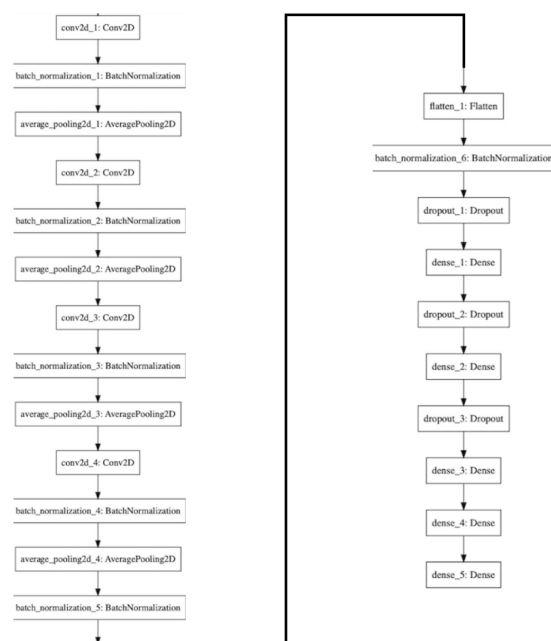 conv2d_1: Conv2D
batch_normalization_1: BatchNormalization
average_pooling2d_1: AveragePooling2D
conv2d_2: Conv2D
batch_normalization_2: BatchNormalization
average_pooling2d_2: AveragePooling2D
conv2d_3: Conv2D
batch_normalization_3: BatchNormalization
average_pooling2d_3: AveragePooling2D
conv2d_4: Conv2D
batch_normalization_4: BatchNormalization
average_pooling2d_4: AveragePooling2D
batch_normalization_5: BatchNormalization
flatten_1: Flatten
batch_normalization_6: BatchNormalization
dropout_1: Dropout
dense_1: Dense
dropout_2: Dropout
dense_2: Dense
dropout_3: Dropout
dense_3: Dense
dense_4: Dense
dense_5: Dense